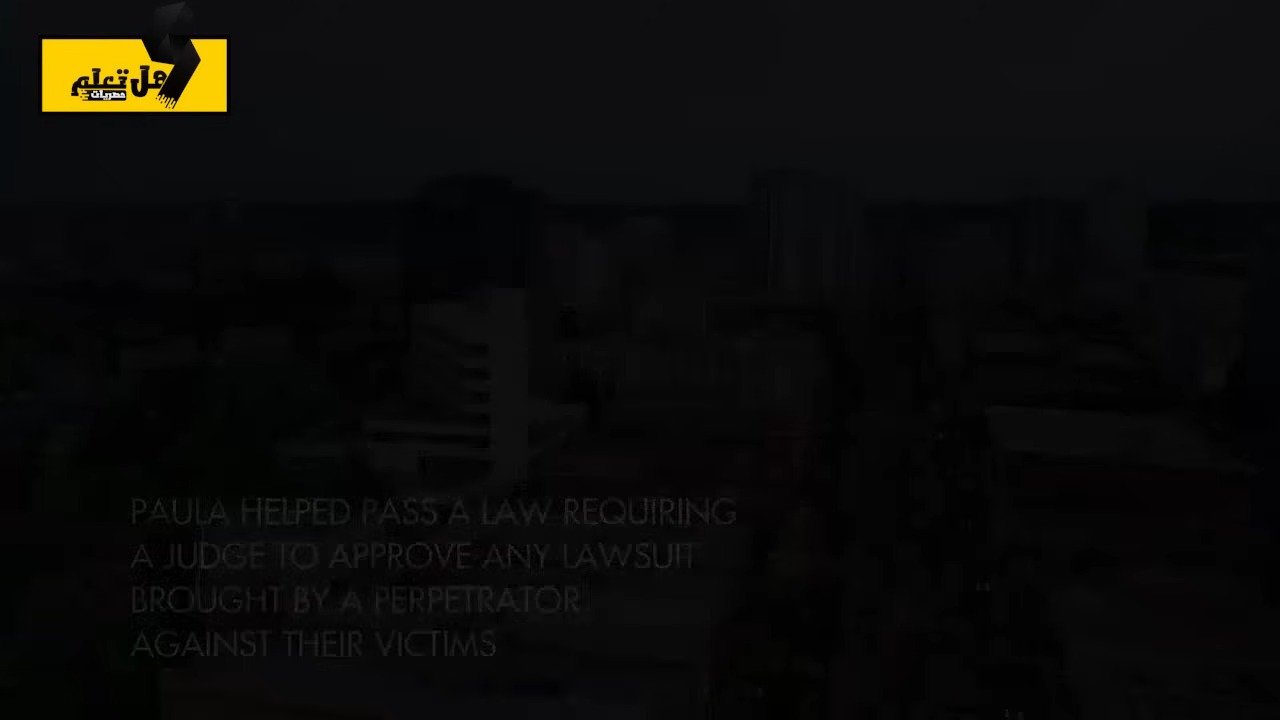 هل تعلم
مصريات
PAULA HELPED PASS A LAW REQUIRING
A JUDGE TO APPROVE ANY LAWSUIT
BROUGHT BY A PERPETRATOR
AGAINST THEIR VICTIMS